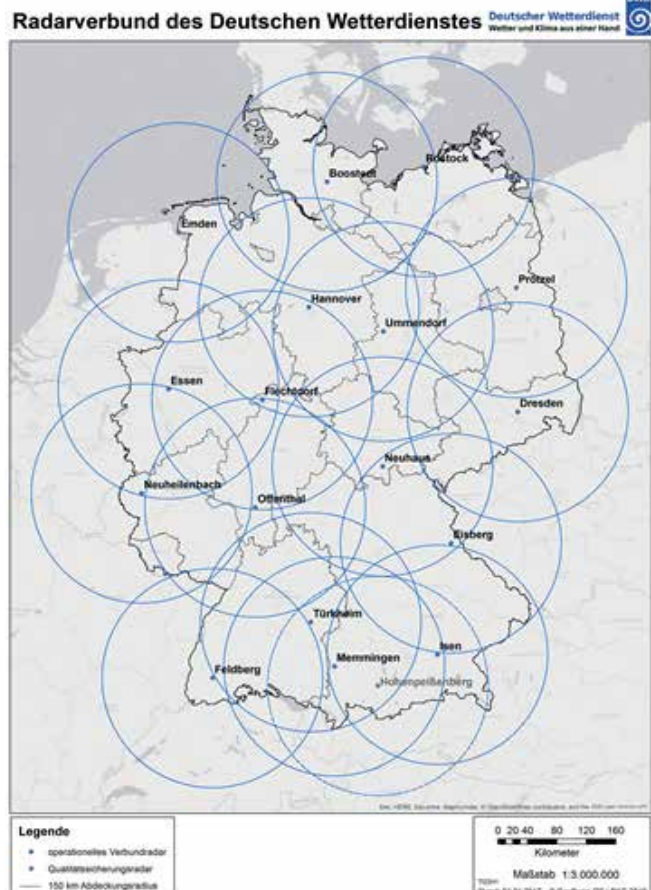 Radarverbund des Deutschen Wetterdienstes
Deutscher Wetterdienst
Wetter und Klima aus einer Hand
Boostedt
Rostock
Emden
Prötzel
Hannover
Ummendorf
Essen
Flechtdorf
Dresden
Neuhaus
Neuheilenbach
Offenthal
Eisberg
Türkheim
Isen
Memmingen
Feldberg
Hohenpeißenberg
Legende
operationelles Verbundradar
Qualitätssicherungsradar
150 km Abdeckungsradius
0 20 40 80 120 160
Kilometer
Maßstab 1:3.000.000